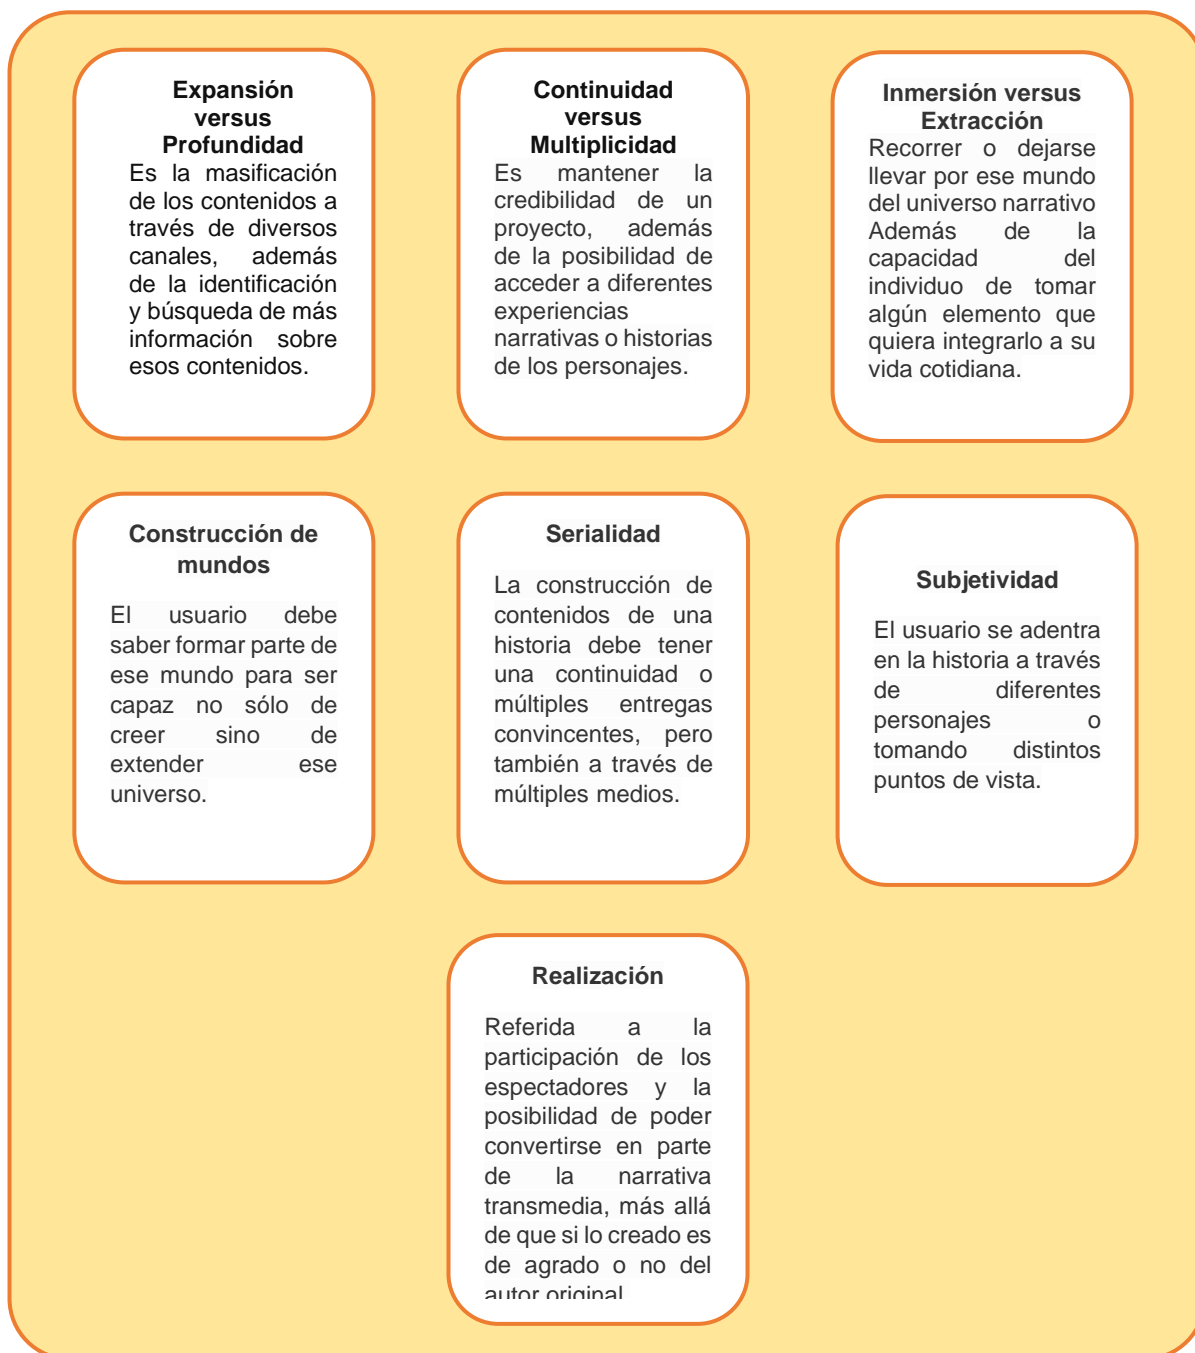 Expansión
versus
Profundidad
Es la masificación
de los contenidos a
través de diversos
canales, además
de la identificación
y búsqueda de más
información sobre
esos contenidos.
Continuidad
versus
Multiplicidad
Es mantener la
credibilidad de un
proyecto, además
de la posibilidad de
acceder a diferentes
experiencias
narrativas o historias
de los personajes.
Inmersión versus
Extracción
Recorrer o dejarse
llevar por ese mundo
del universo narrativo
Además de la
capacidad del
individuo de tomar
algún elemento que
quiera integrarlo a su
vida cotidiana.
Construcción de
mundos
El usuario debe
saber formar parte de
ese mundo para ser
capaz no sólo de
creer sino de
extender ese
universo.
Serialidad
La construcción de
contenidos de una
historia debe tener
una continuidad o
múltiples entregas
convincentes, pero
también a través de
múltiples medios.
Subjetividad
El usuario se adentra
en la historia a través
de diferentes
personajes o
tomando distintos
puntos de vista.
Realización
Referida a la
participación de los
espectadores y la
posibilidad de poder
convertirse en parte
de la narrativa
transmedia, más allá
de que si lo creado es
de agrado o no del
autor original